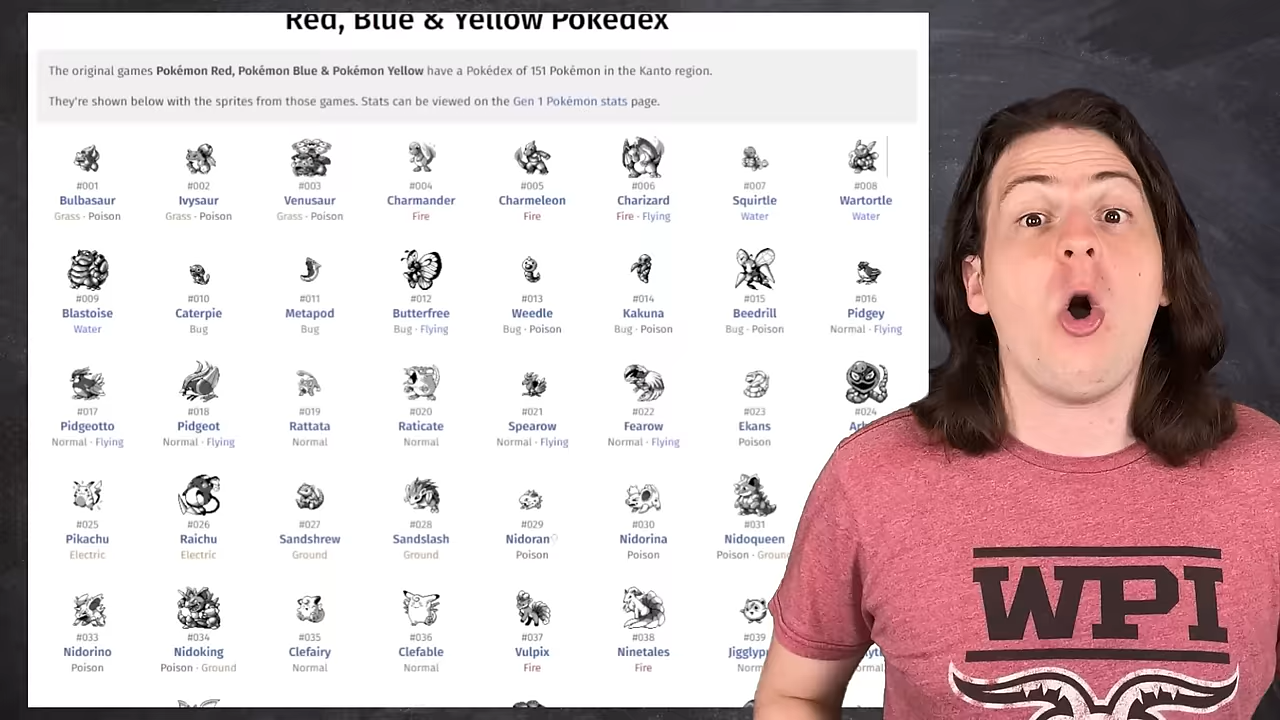 Red, Blue & Yellow Pokédex
The original games Pokémon Red, Pokémon Blue & Pokémon Yellow have a Pokédex of 151 Pokémon in the Kanto region.
They're shown below with the sprites from those games. Stats can be viewed on the Gen 1 Pokémon stats page.
#001 #002 #003 #004 #005 #006 #007 #008
Bulbasaur Ivysaur Venusaur Charmander Charmeleon Charizard Squirtle Wartortle
Grass · Poison Grass · Poison Grass · Poison Fire Fire Fire · Flying Water Water
#009 #010 #011 #012 #013 #014 #015 #016
Blastoise Caterpie Metapod Butterfree Weedle Kakuna Beedrill Pidgey
Water Bug Bug Bug · Flying Bug · Poison Bug · Poison Bug · Poison Normal · Flying
#017 #018 #019 #020 #021 #022 #023 #024
Pidgeotto Pidgeot Rattata Raticate Spearow Fearow Ekans
Normal · Flying Normal · Flying Normal Normal Normal · Flying Normal · Flying Poison
#025 #026 #027 #028 #029 #030 #031
Pikachu Raichu Sandshrew Sandslash Nidoran♀ Nidorina Nidoqueen
Electric Electric Ground Ground Poison Poison Poison · Ground
#033 #034 #035 #036 #037 #038 #039
Nidorino Nidoking Clefairy Clefable Vulpix Ninetales
Poison Poison · Ground Normal Normal Fire Fire
WPI